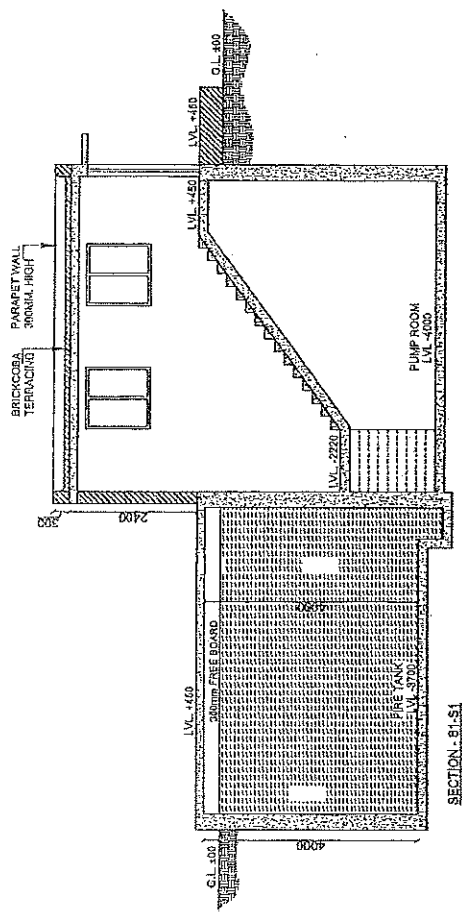 BRICKCOBA
TERRACING
PARAPET WALL
300MM. HIGH
300
2400
LVL. +450
LVL. +450
LVL. +450
G.L. ±00
LVL. -2220
300mm FREE BOARD
4000
FIRE TANK
LVL -3700
PUMP ROOM
LVL -4000
G.L. ±00
4000
SECTION - S1-S1